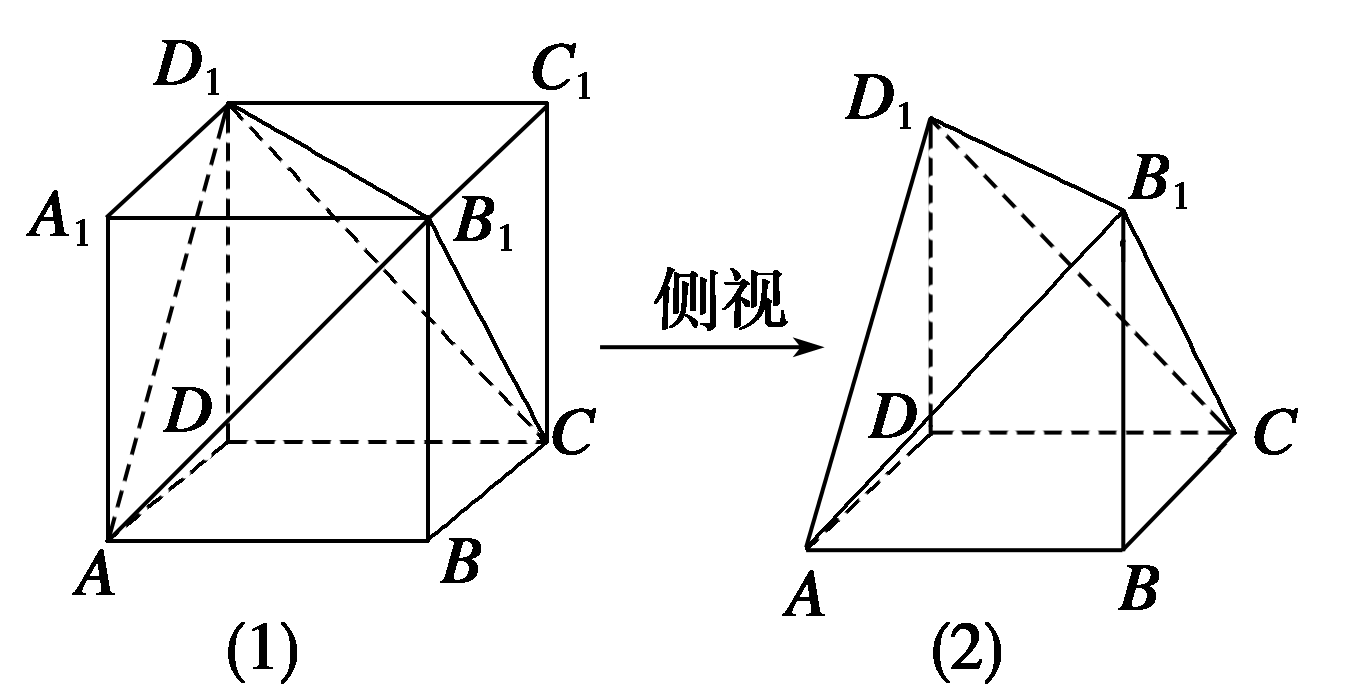 D₁ C₁
A₁ B₁
D C
A B
(1)
侧视
D₁
B₁
D C
A B
(2)